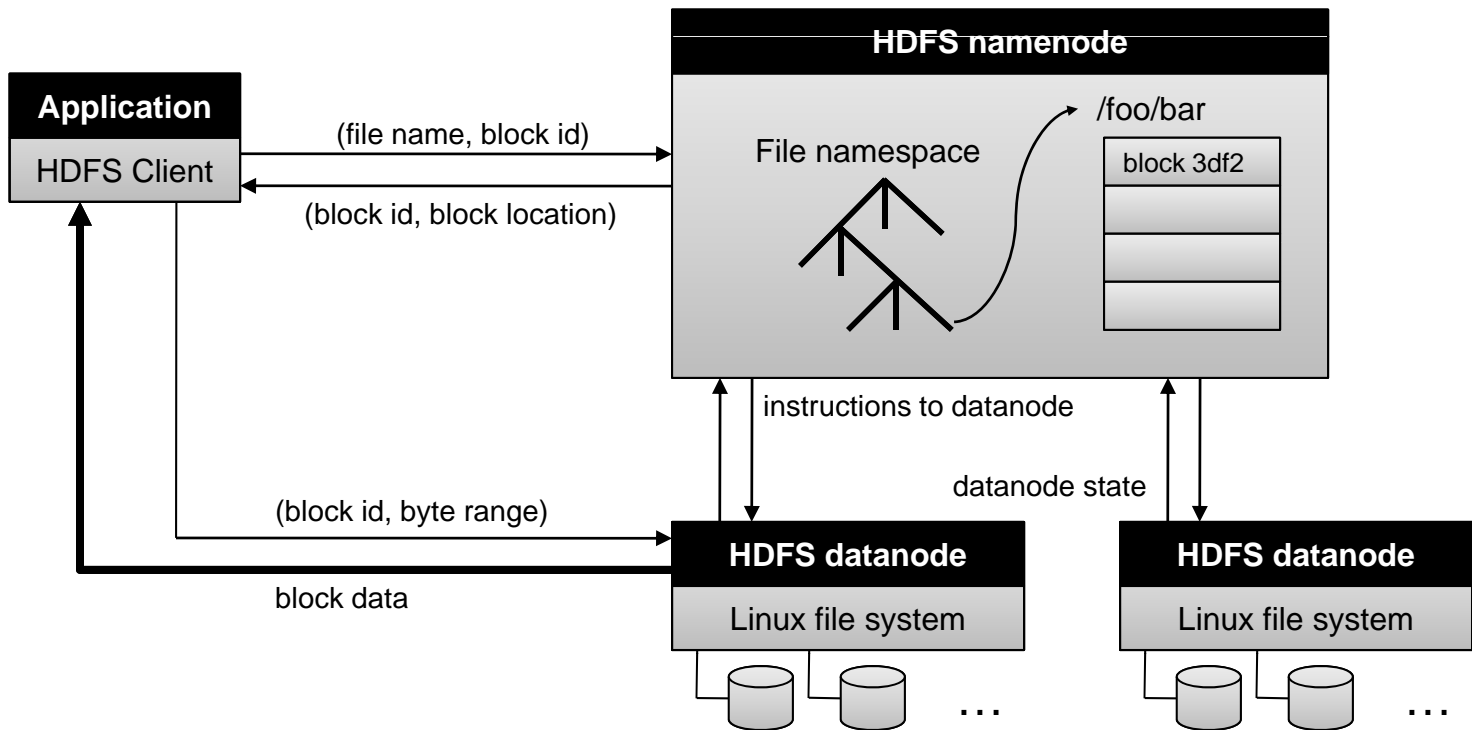 HDFS namenode
Application
HDFS Client
(file name, block id)
(block id, block location)
File namespace
/foo/bar
block 3df2
instructions to datanode
datanode state
(block id, byte range)
block data
HDFS datanode
Linux file system
...
HDFS datanode
Linux file system
...